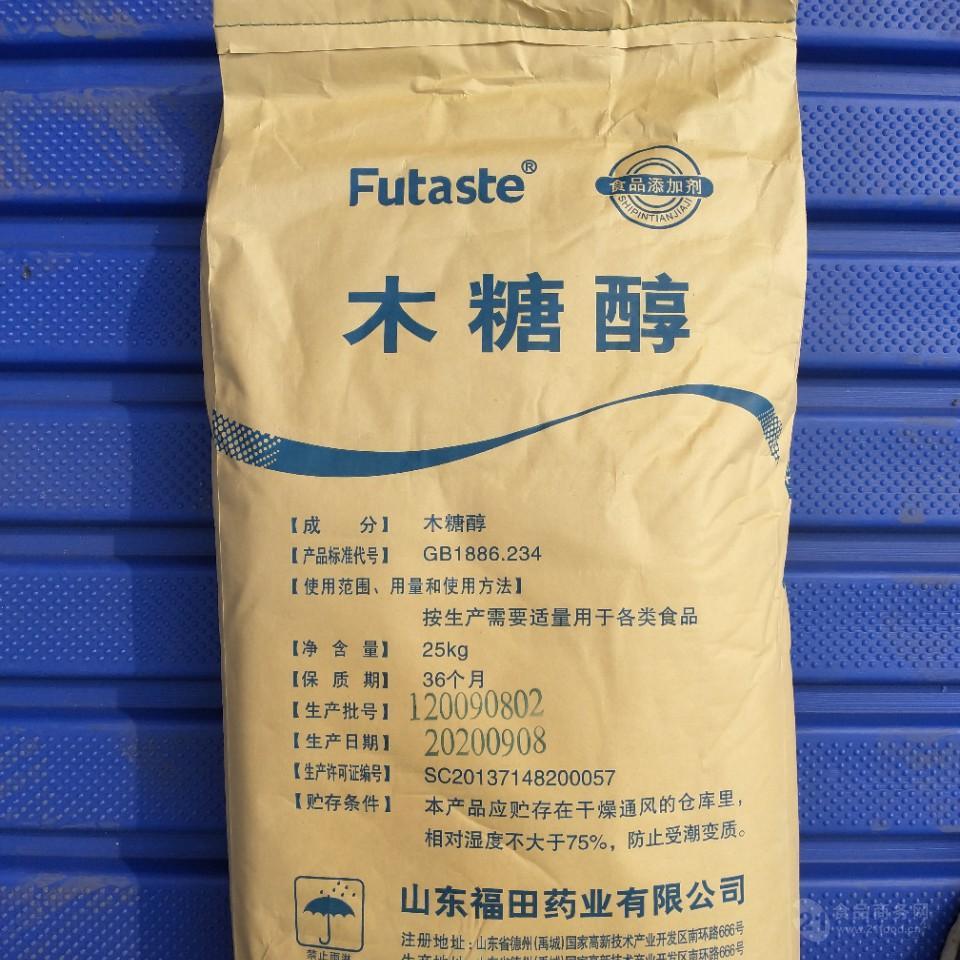 Futaste®
食品添加剂
SHIPINTIANJIAJI
木糖醇
【成 分】 木糖醇
【产品标准代号】 GB1886.234
【使用范围、用量和使用方法】
按生产需要适量用于各类食品
【净 含 量】 25kg
【保 质 期】 36个月
【生产批号】 120090802
【生产日期】 20200908
【生产许可证编号】 SC20137148200057
【贮存条件】 本产品应贮存在干燥通风的仓库里，
相对湿度不大于75%，防止受潮变质。
山东福田药业有限公司
注册地址：山东省德州(禹城)国家高新技术产业开发区南环路666号
禁止雨淋
食品商务网
www.21food.cn